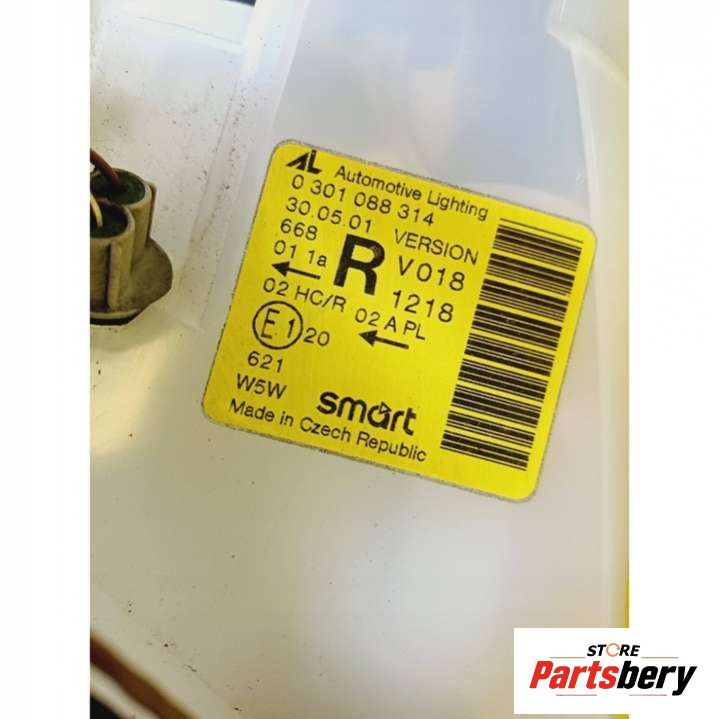 AL Automotive Lighting
0 301 088 314
30.05.01 VERSION
668 R V018
01 1a 1218
02 HC/R 02 A PL
E1 20
621
W5W smart
Made in Czech Republic
STORE
Partsbery